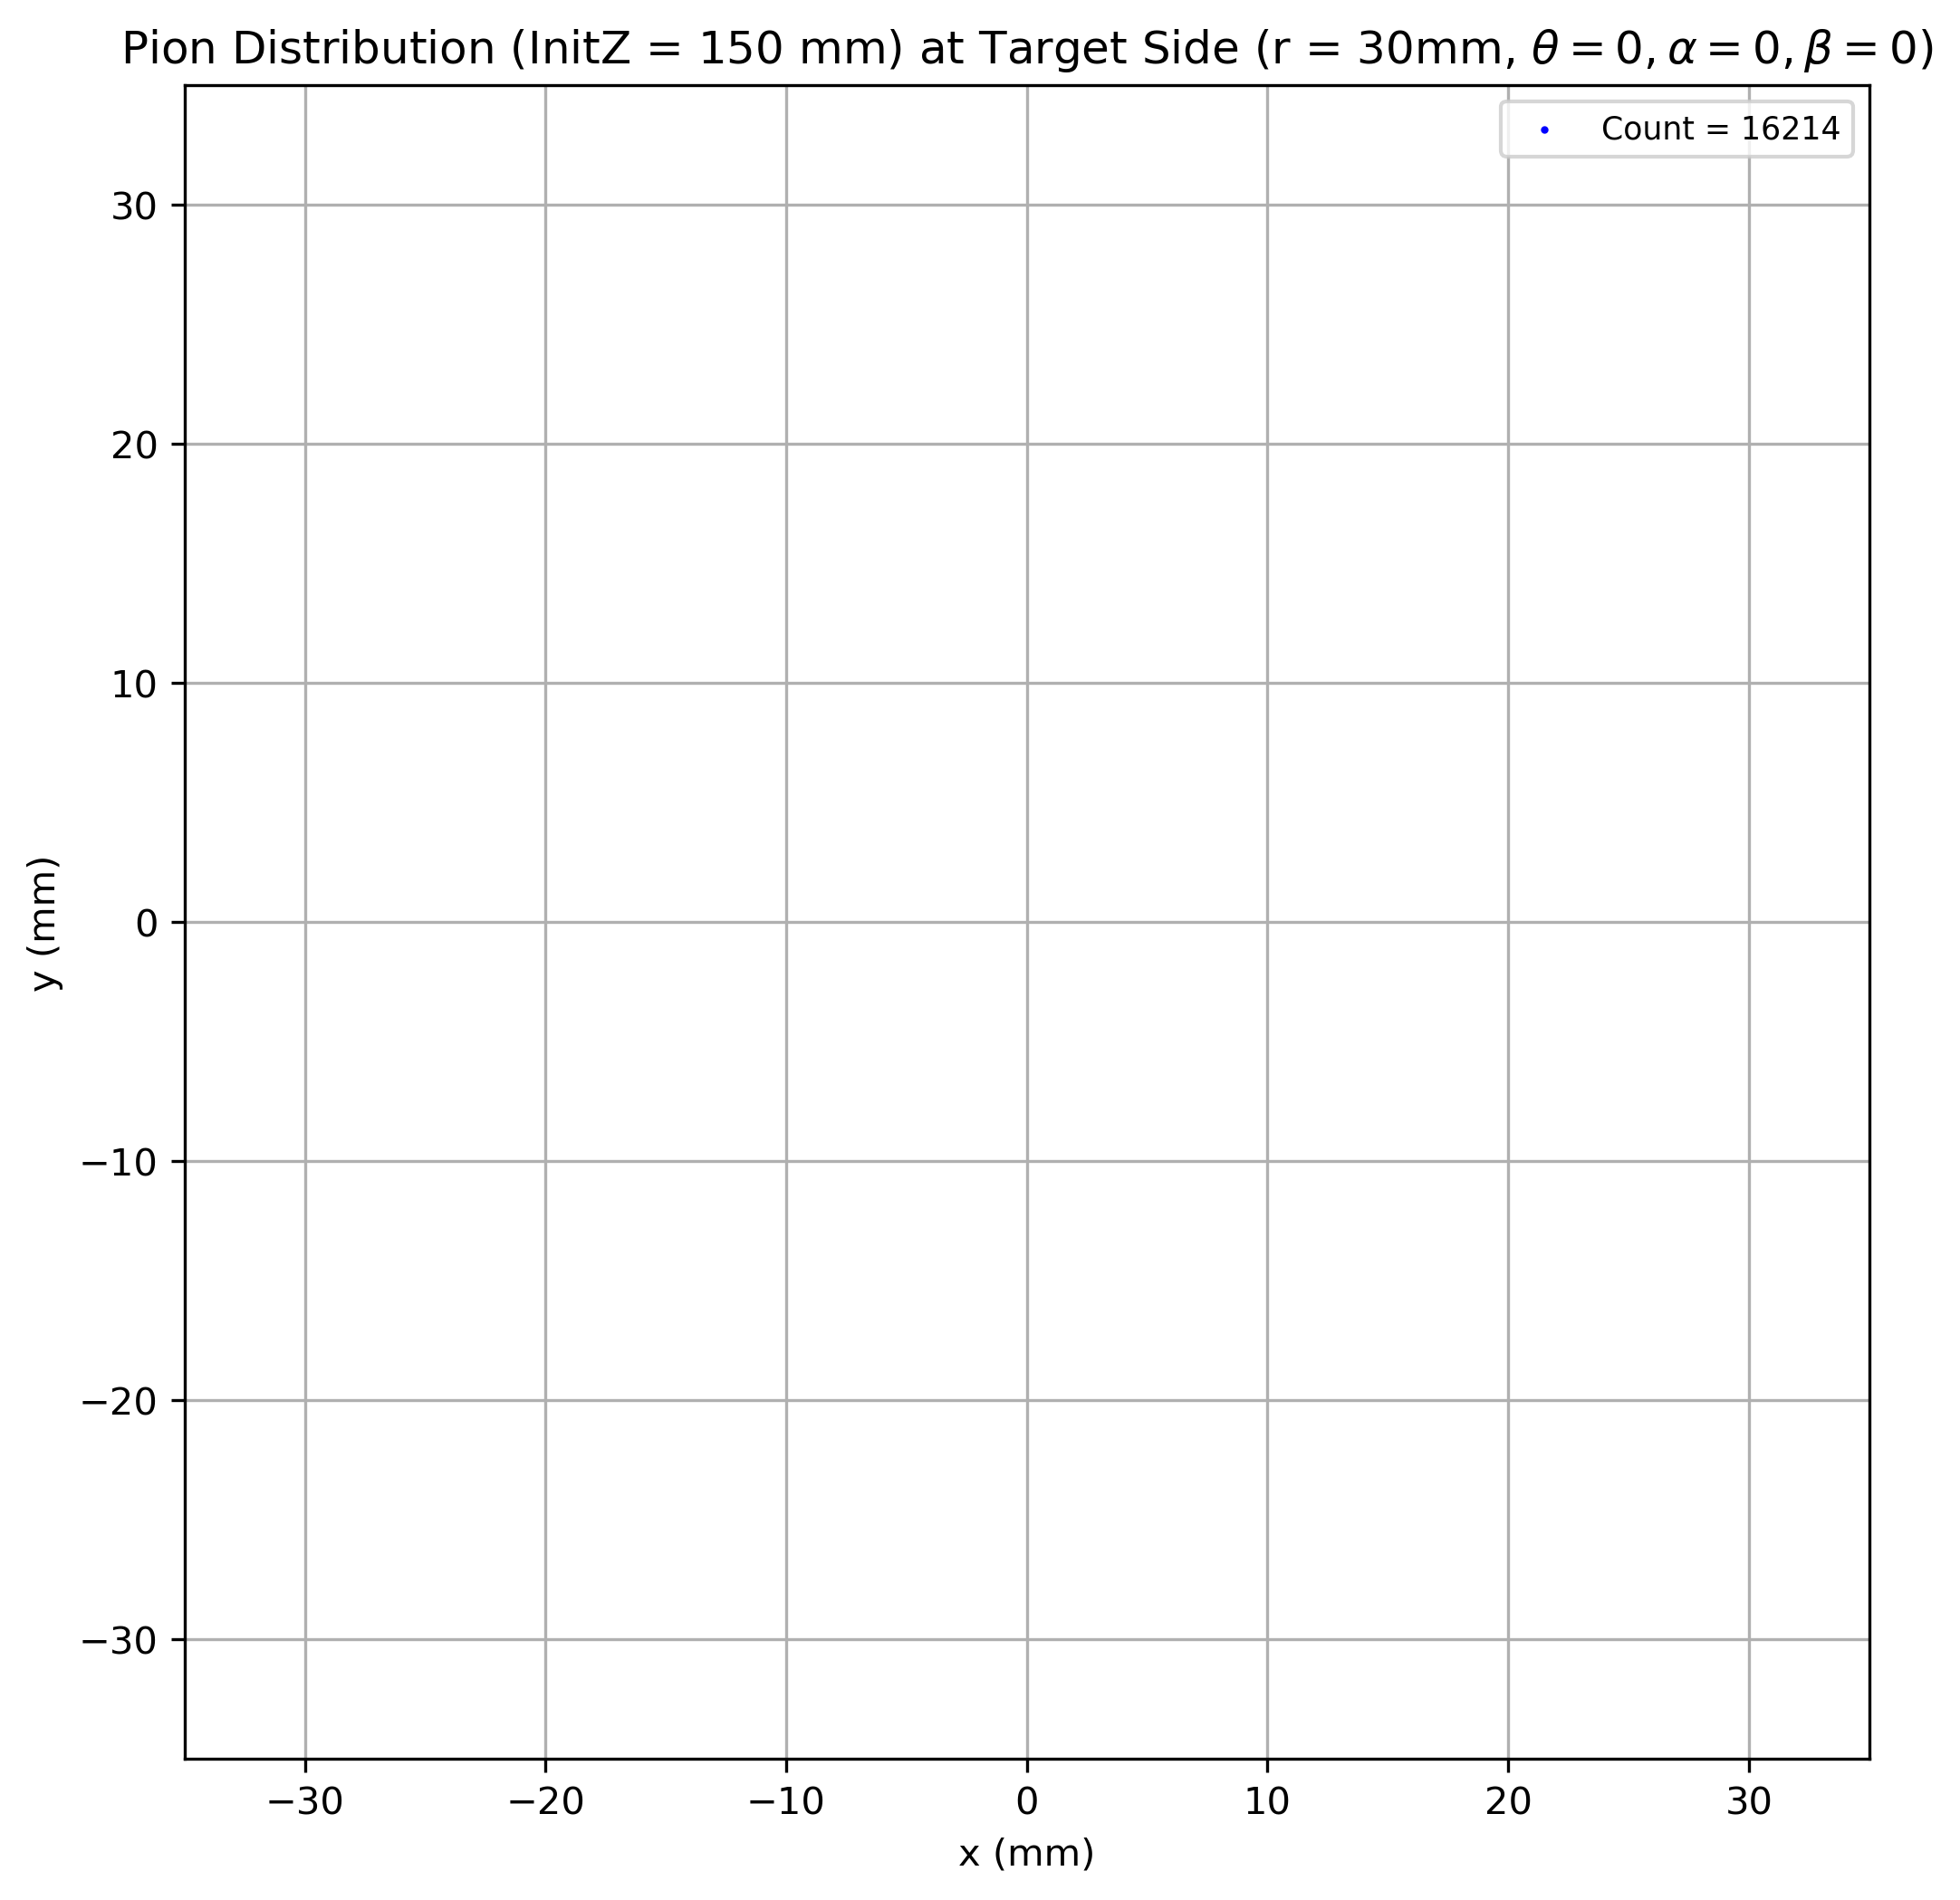 Pion Distribution (InitZ = 150 mm) at Target Side (r = 30mm, θ = 0, α = 0, β = 0)
Count = 16214
30
20
10
0
−10
−20
−30
y (mm)
−30 −20 −10 0 10 20 30
x (mm)